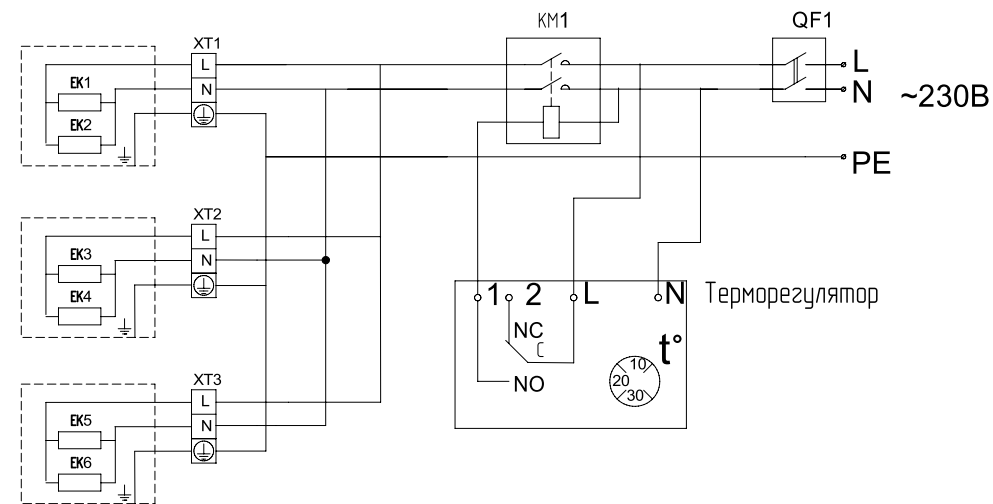 KM1
QF1
XT1
L
N
EK1
EK2
L
N
~230В
PE
XT2
L
N
EK3
EK4
1
2
L
N
Терморегулятор
NC
C
NO
t°
10
20
30
XT3
L
N
EK5
EK6